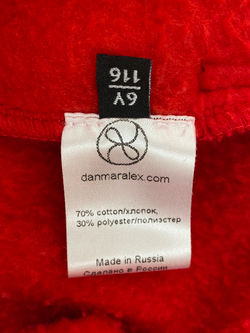 6Y
116
danmaralex.com
70% cotton/хлопок,
30% polyester/полиэстер
Made in Russia
Сделано в России